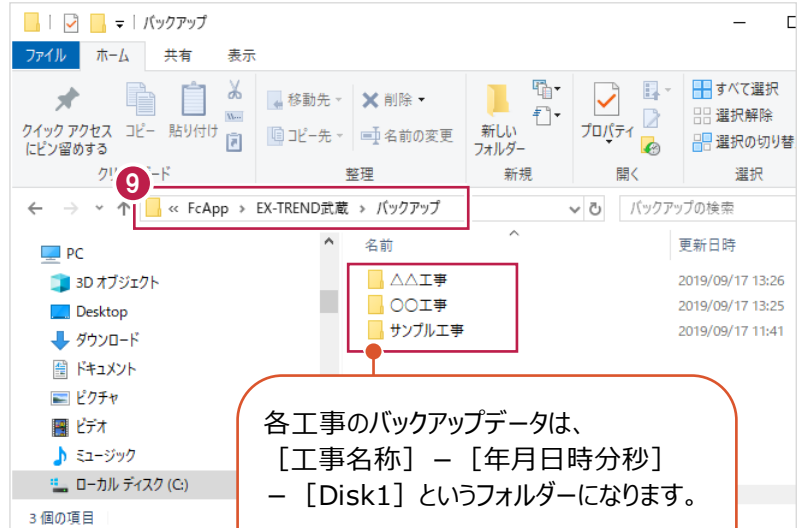 バックアップ
ファイル ホーム 共有 表示
クイック アクセス
にピン留めする
コピー 貼り付け
移動先 削除
コピー先 名前の変更
新しい
フォルダー
プロパティ
すべて選択
選択解除
選択の切り替
整理 新規 開く 選択
9
« FcApp › EX-TREND武蔵 › バックアップ
バックアップの検索
名前 更新日時
PC
3D オブジェクト
Desktop
ダウンロード
ドキュメント
ピクチャ
ビデオ
ミュージック
ローカル ディスク (C:)
△△工事 2019/09/17 13:26
○○工事 2019/09/17 13:25
サンプル工事 2019/09/17 11:41
各工事のバックアップデータは、
［工事名称］－［年月日時分秒］
－［Disk1］というフォルダーになります。
3 個の項目